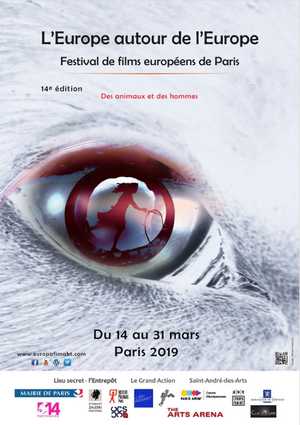 L'Europe autour de l'Europe
Festival de films européens de Paris
14e édition
Des animaux et des hommes
Du 14 au 31 mars
Paris 2019
www.europafilmakt.com
Lieu secret - l'Entrepôt Le Grand Action Saint-André-des-Arts
MAIRIE DE PARIS
THE
ARTS ARENA